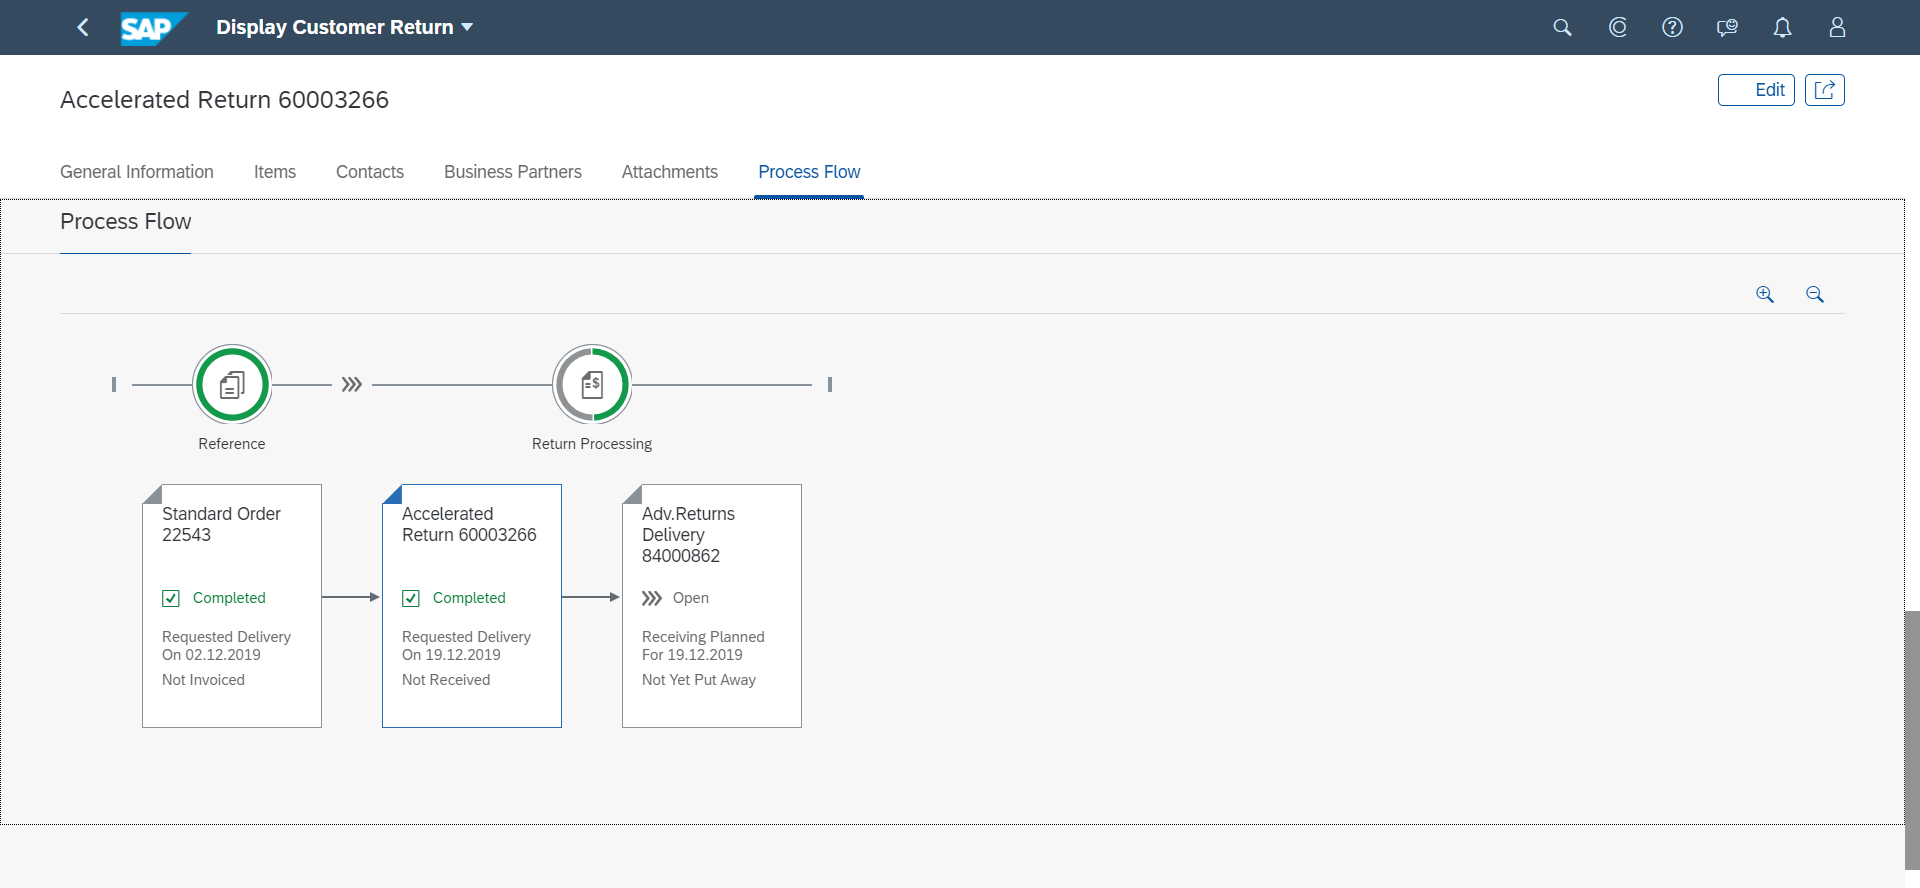 SAP
Display Customer Return
Accelerated Return 60003266
Edit
General Information
Items
Contacts
Business Partners
Attachments
Process Flow
Process Flow
Reference
Return Processing
Standard Order
22543
Completed
Requested Delivery
On 02.12.2019
Not Invoiced
Accelerated
Return 60003266
Completed
Requested Delivery
On 19.12.2019
Not Received
Adv.Returns
Delivery
84000862
Open
Receiving Planned
For 19.12.2019
Not Yet Put Away